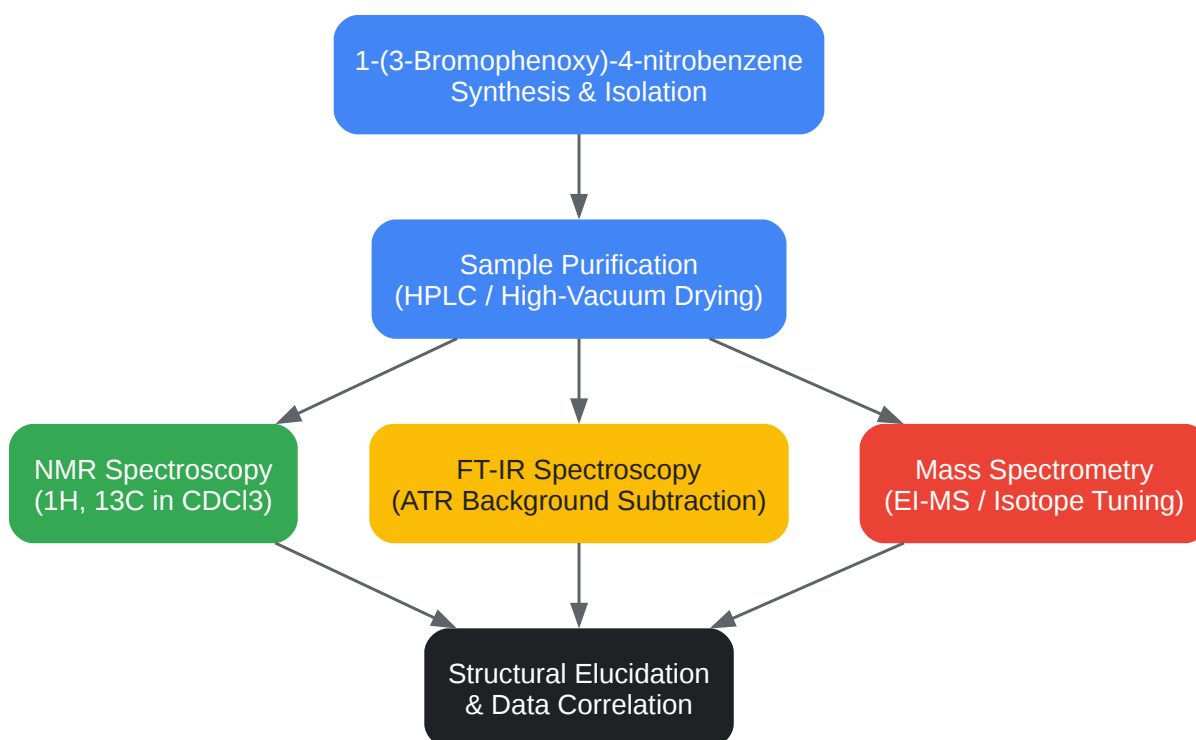 1-(3-Bromophenoxy)-4-nitrobenzene
Synthesis & Isolation
Sample Purification
(HPLC / High-Vacuum Drying)
NMR Spectroscopy
(1H, 13C in CDCl3)
FT-IR Spectroscopy
(ATR Background Subtraction)
Mass Spectrometry
(EI-MS / Isotope Tuning)
Structural Elucidation
& Data Correlation